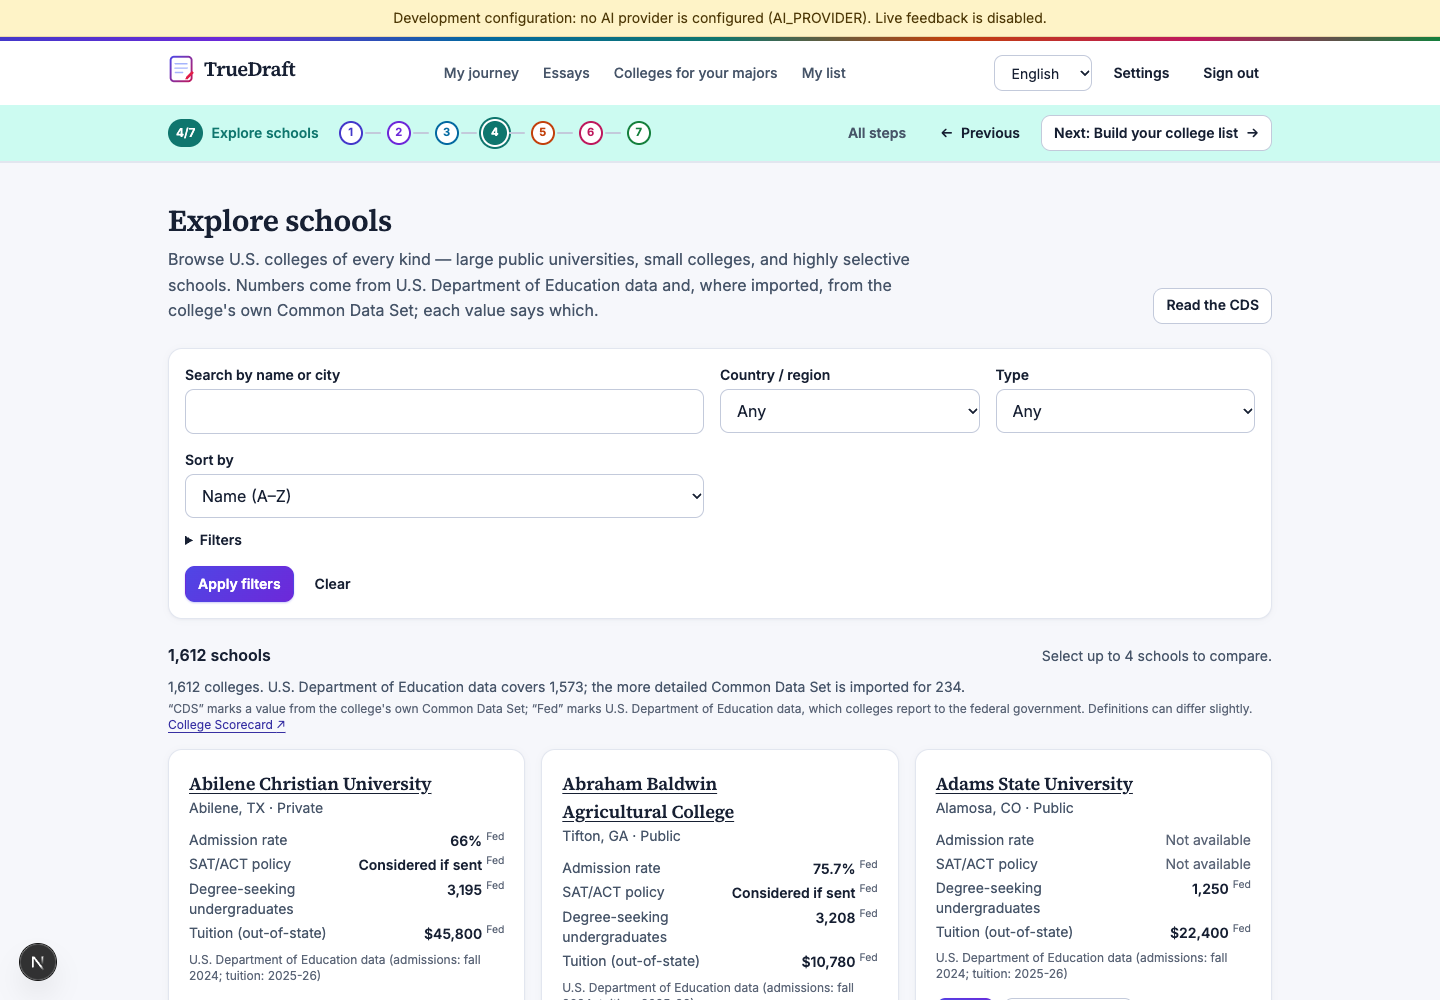 Development configuration: no AI provider is configured (AI_PROVIDER). Live feedback is disabled.
TrueDraft
My journey
Essays
Colleges for your majors
My list
English
Settings
Sign out
4/7
Explore schools
1
2
3
4
5
6
7
All steps
← Previous
Next: Build your college list →
Explore schools
Browse U.S. colleges of every kind — large public universities, small colleges, and highly selective
schools. Numbers come from U.S. Department of Education data and, where imported, from the
college's own Common Data Set; each value says which.
Read the CDS
Search by name or city
Country / region
Type
Any
Any
Sort by
Name (A–Z)
Filters
Apply filters
Clear
1,612 schools
Select up to 4 schools to compare.
1,612 colleges. U.S. Department of Education data covers 1,573; the more detailed Common Data Set is imported for 234.
“CDS” marks a value from the college's own Common Data Set; “Fed” marks U.S. Department of Education data, which colleges report to the federal government. Definitions can differ slightly.
College Scorecard ↗
Abilene Christian University
Abilene, TX · Private
Admission rate 66% Fed
SAT/ACT policy Considered if sent Fed
Degree-seeking 3,195 Fed
undergraduates
Tuition (out-of-state) $45,800 Fed
U.S. Department of Education data (admissions: fall
2024; tuition: 2025-26)
Abraham Baldwin
Agricultural College
Tifton, GA · Public
Admission rate 75.7% Fed
SAT/ACT policy Considered if sent Fed
Degree-seeking 3,208 Fed
undergraduates
Tuition (out-of-state) $10,780 Fed
U.S. Department of Education data (admissions: fall
Adams State University
Alamosa, CO · Public
Admission rate Not available
SAT/ACT policy Not available
Degree-seeking 1,250 Fed
undergraduates
Tuition (out-of-state) $22,400 Fed
U.S. Department of Education data (admissions: fall
2024; tuition: 2025-26)
N